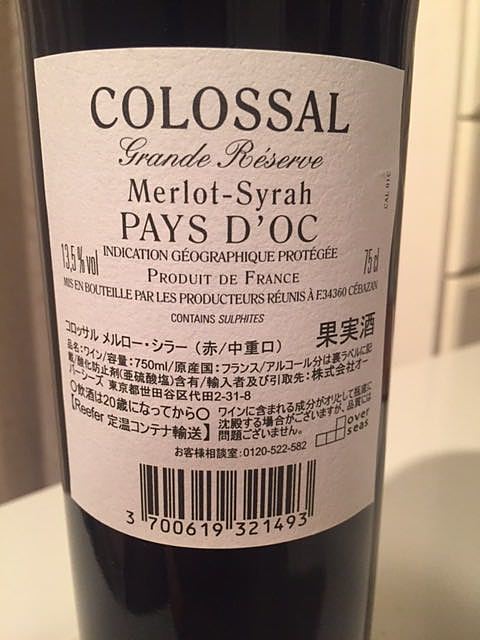 COLOSSAL
Grande Réserve
Merlot-Syrah
PAYS D'OC
INDICATION GÉOGRAPHIQUE PROTÉGÉE
13,5% vol
PRODUIT DE FRANCE
75 cl
MIS EN BOUTEILLE PAR LES PRODUCTEURS RÉUNIS À F.34360 CÉBAZAN
CONTAINS SULPHITES
CAL 01C
コロッサル メルロー・シラー（赤/中重口）
果実酒
品名:ワイン/容量:750ml/原産国:フランス/アルコール分は裏ラベルに記
載/酸化防止剤(亜硫酸塩)含有/輸入者及び引取先:株式会社オー
バーシーズ 東京都世田谷区代田2-31-8
〇飲酒は20歳になってから〇
【Reefer 定温コンテナ輸送】
ワインに含まれる成分がオリとして瓶底に
沈殿する場合がございますが、品質には
問題ございません。
over
seas
お客様相談室:0120-522-582
3 700619 321493